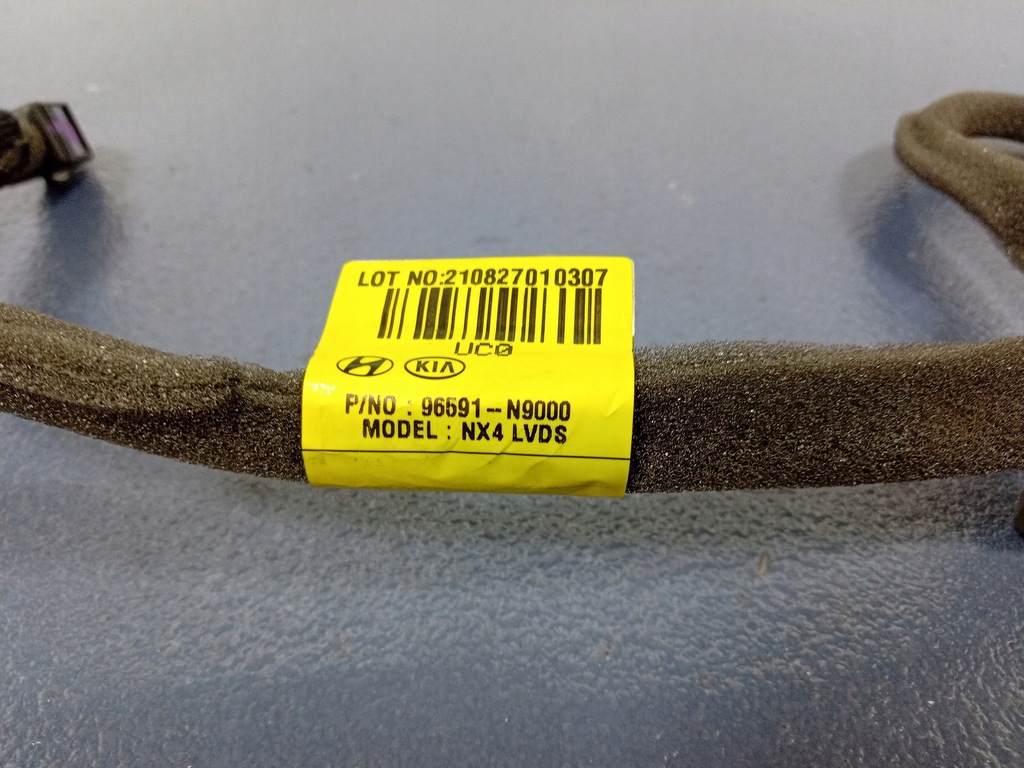 LOT NO:210827010307
UC0
KIA
P/NO : 96591-N9000
MODEL : NX4 LVDS